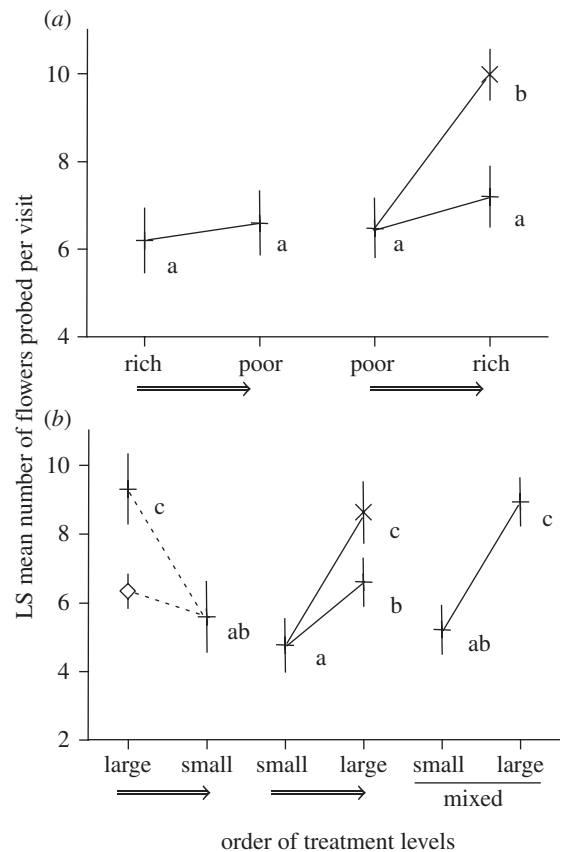 (a)
10
b
8
a
a
a
a
6
4
rich poor poor rich
LS mean number of flowers probed per visit
(b)
10
c
c
c
8
b
6
ab
a
ab
4
2
large small small large small large
mixed
order of treatment levels